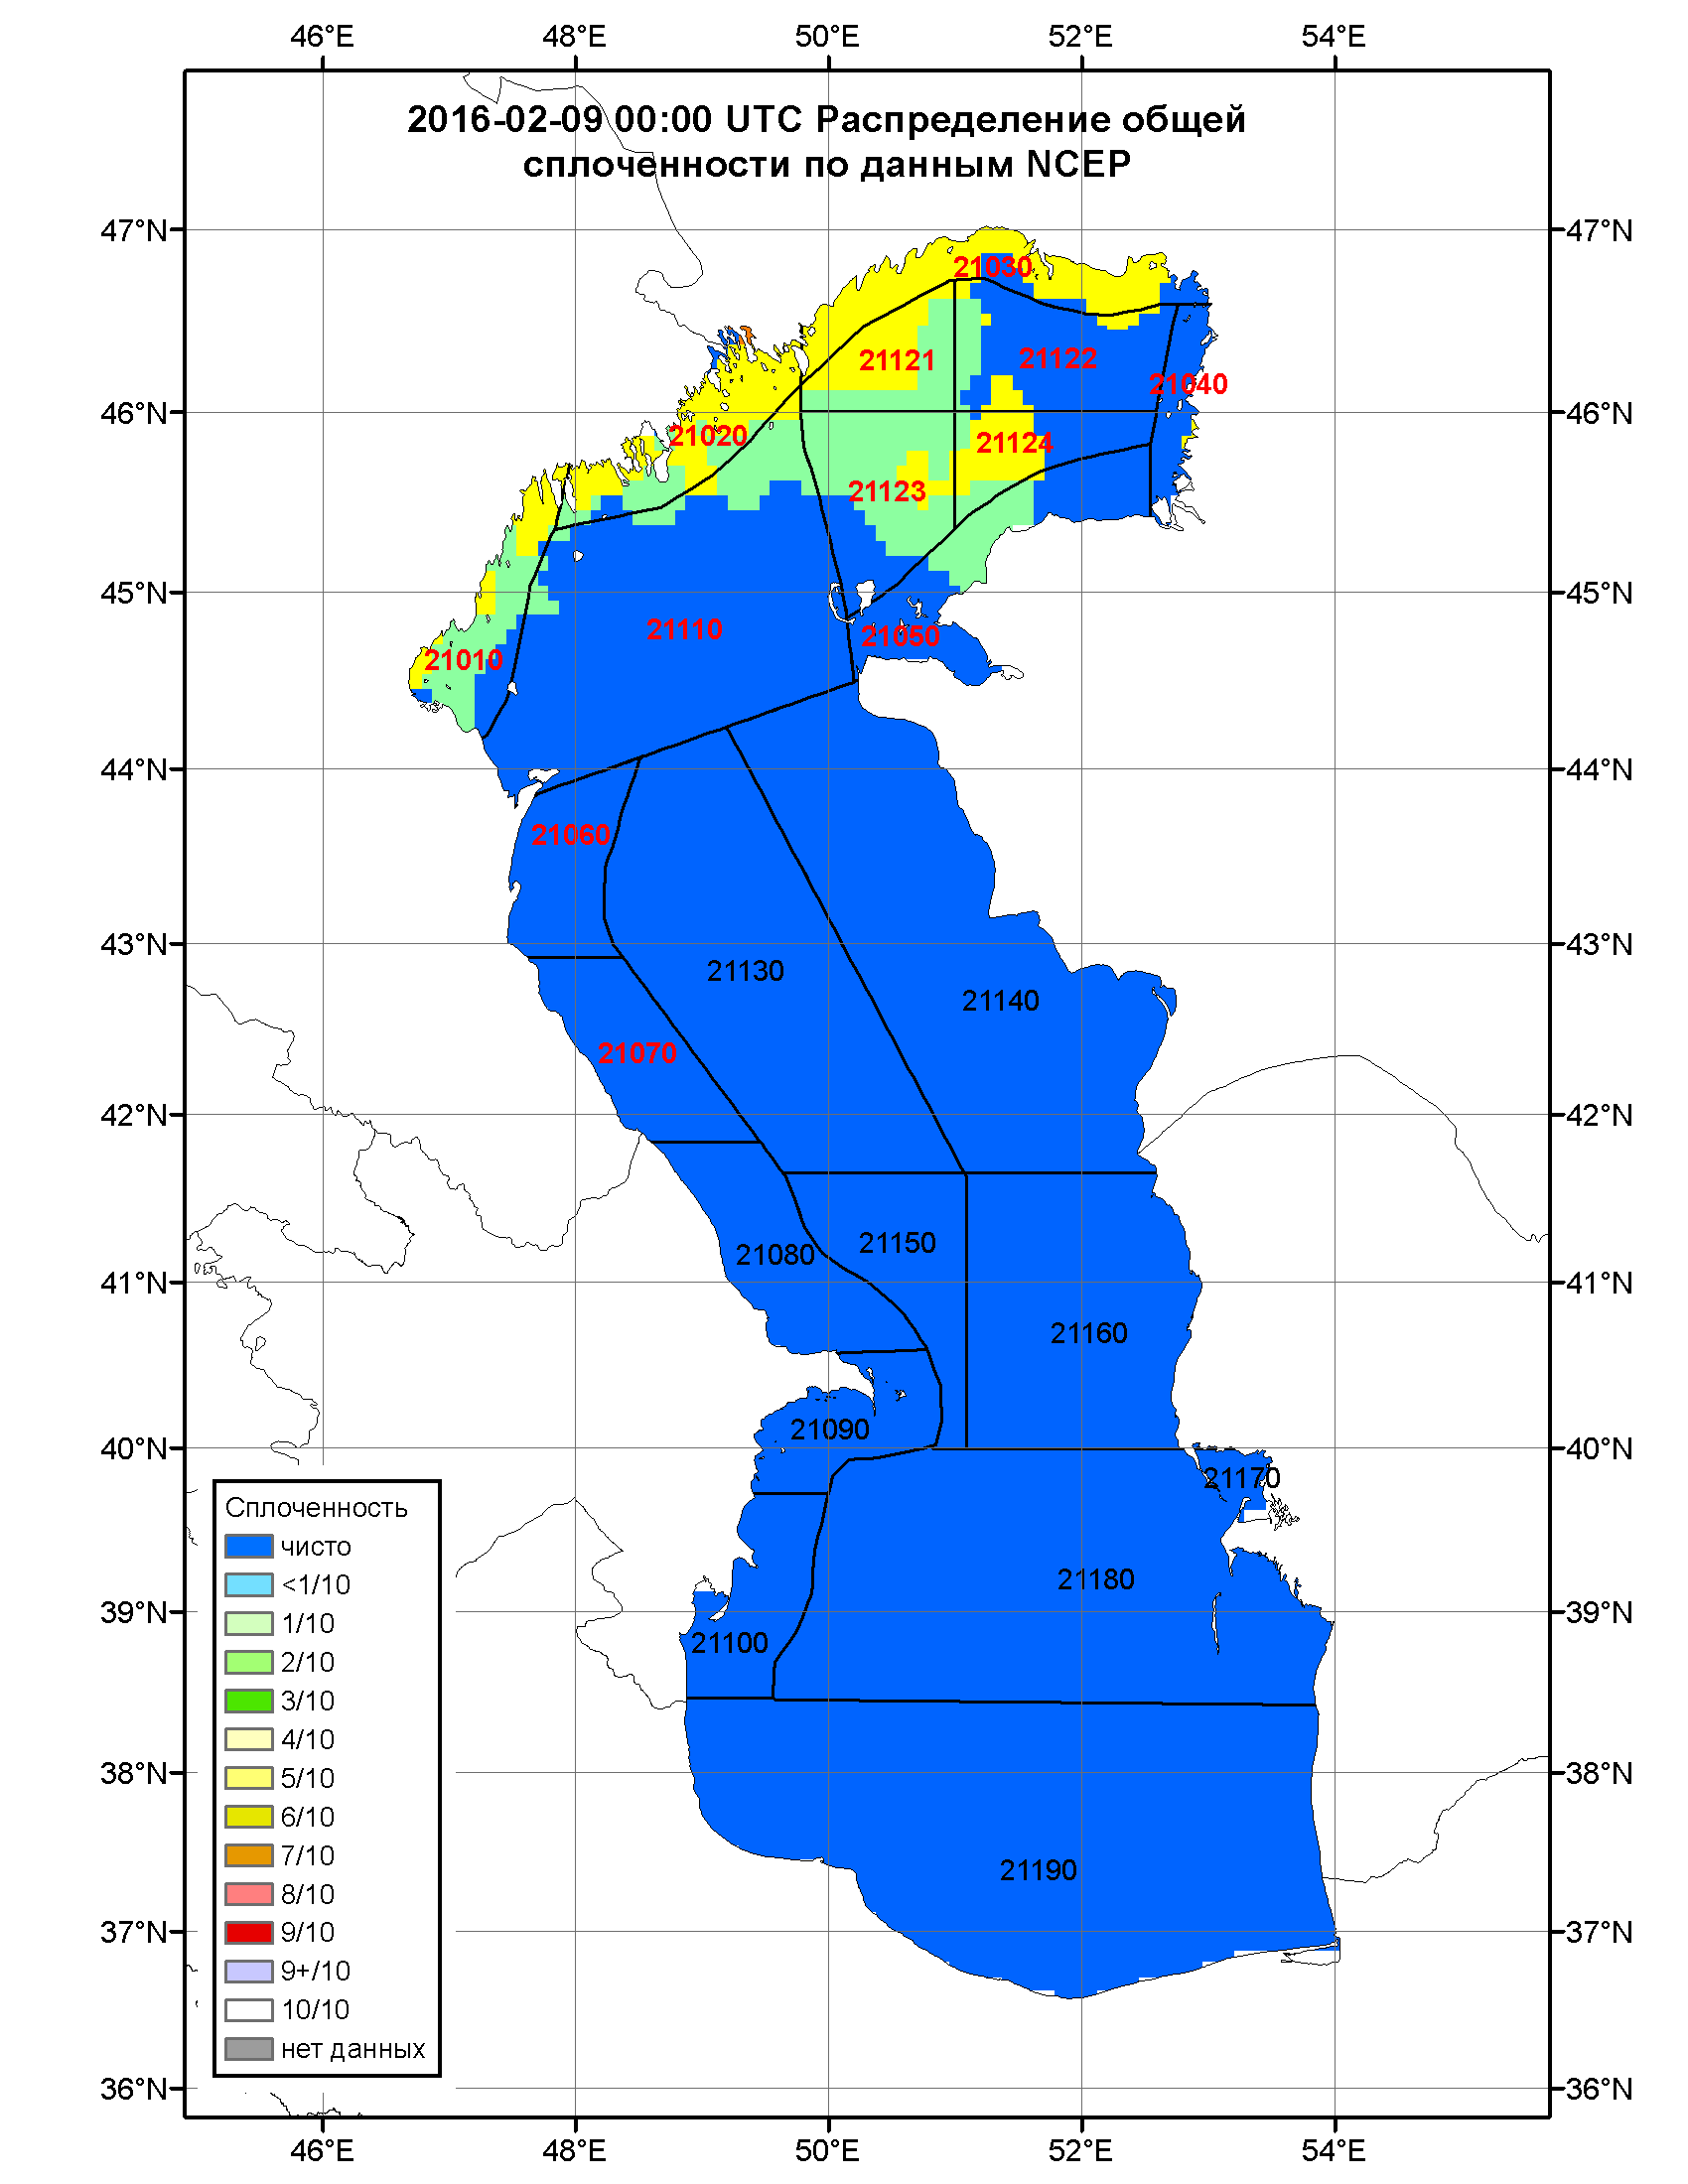 46°E 48°E 50°E 52°E 54°E
2016-02-09 00:00 UTC Распределение общей
сплоченности по данным NCEP
47°N 47°N
21030
21121 21122
21040
46°N 46°N
21020 21124
21123
45°N 45°N
21110 21050
21010
44°N 44°N
21060
43°N 43°N
21130
21140
21070
42°N 42°N
21080 21150
41°N 41°N
21160
21090
40°N 40°N
21170
Сплоченность
чисто
<1/10
21180
39°N 39°N
1/10
21100
2/10
3/10
4/10
38°N 38°N
5/10
6/10
7/10
21190
8/10
37°N 37°N
9/10
9+/10
10/10
нет данных
36°N 36°N
46°E 48°E 50°E 52°E 54°E